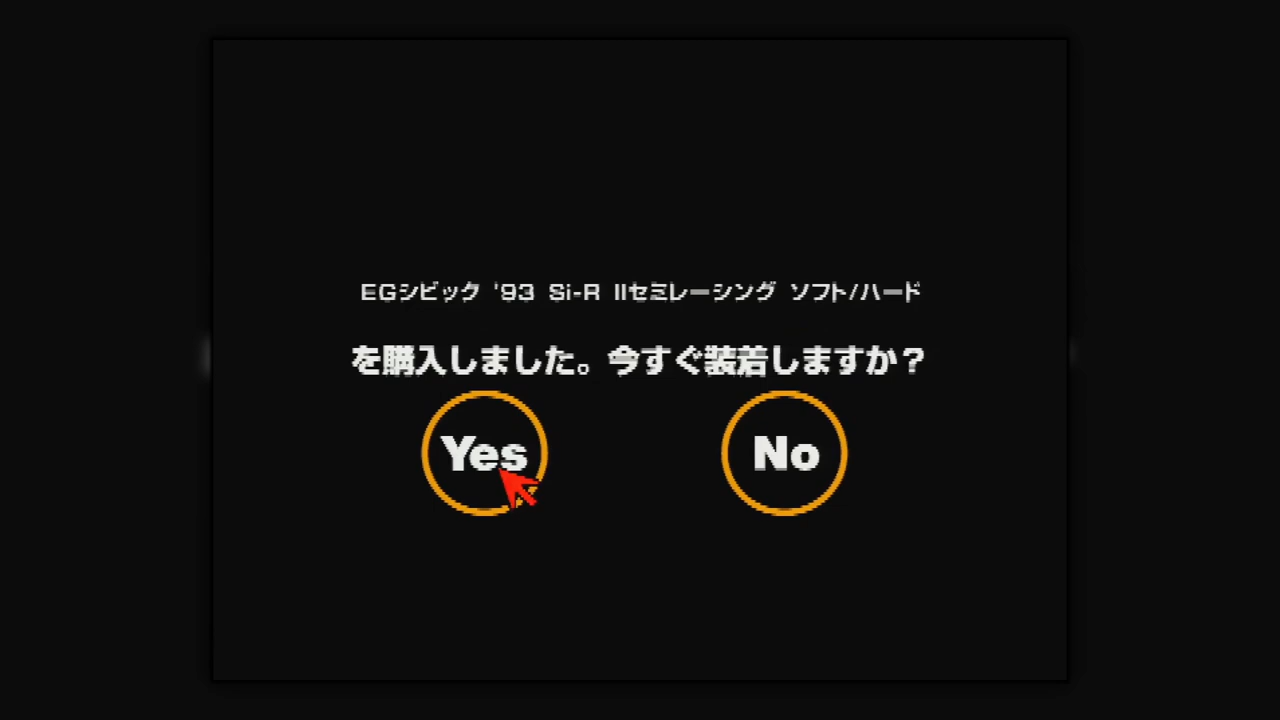 EGシビック '93 Si-R IIセミレーシング ソフト/ハード
を購入しました。今すぐ装着しますか？
Yes No